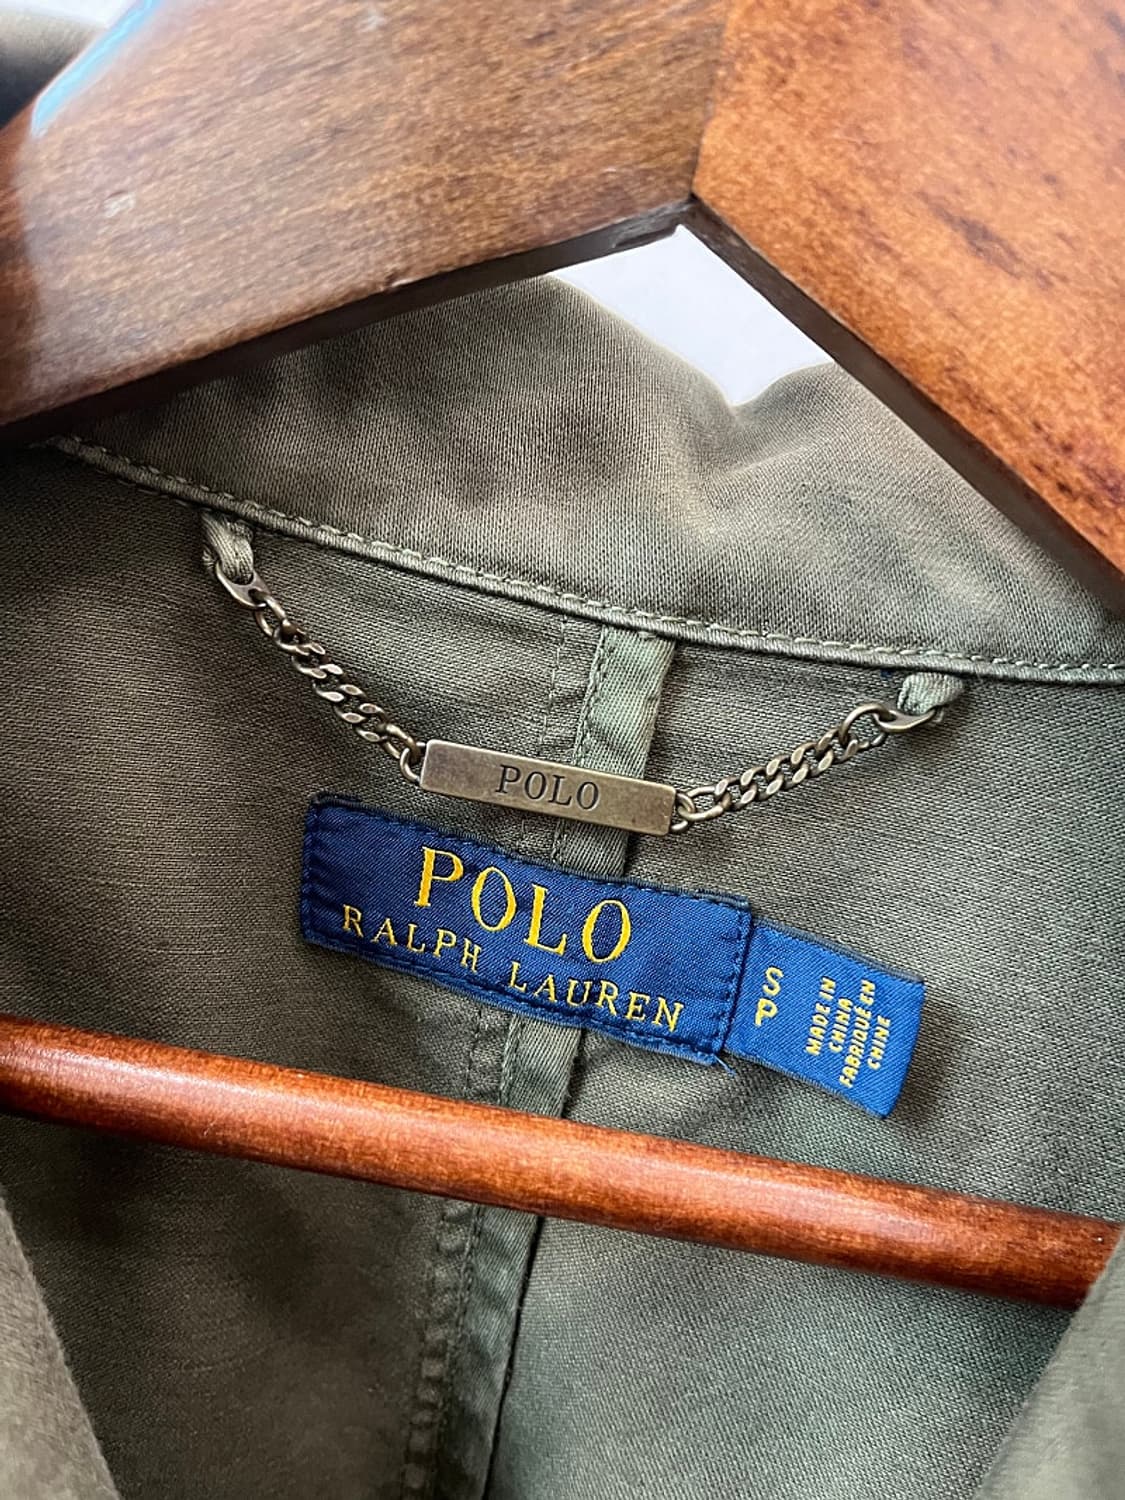 POLO
POLO
RALPH LAUREN
S
P
MADE IN
CHINA
FABRIQUÉ EN
CHINE